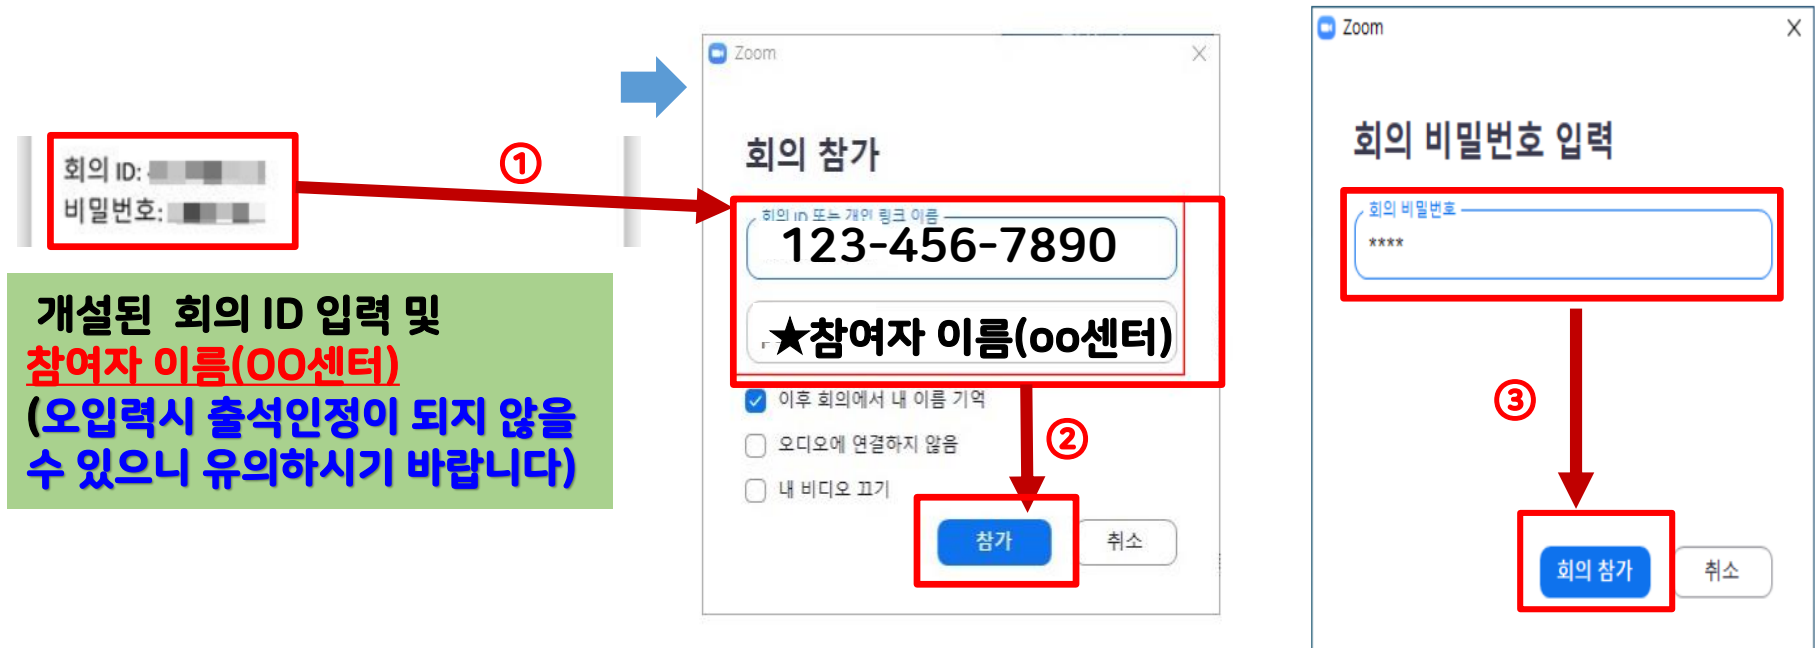 회의 ID:
비밀번호:
①
개설된 회의 ID 입력 및
참여자 이름(OO센터)
(오입력시 출석인정이 되지 않을
수 있으니 유의하시기 바랍니다)
Zoom
회의 참가
회의 ID 또는 개인 링크 이름
123-456-7890
★참여자 이름(oo센터)
이후 회의에서 내 이름 기억
오디오에 연결하지 않음
내 비디오 끄기
②
참가
취소
Zoom
회의 비밀번호 입력
회의 비밀번호
****
③
회의 참가
취소